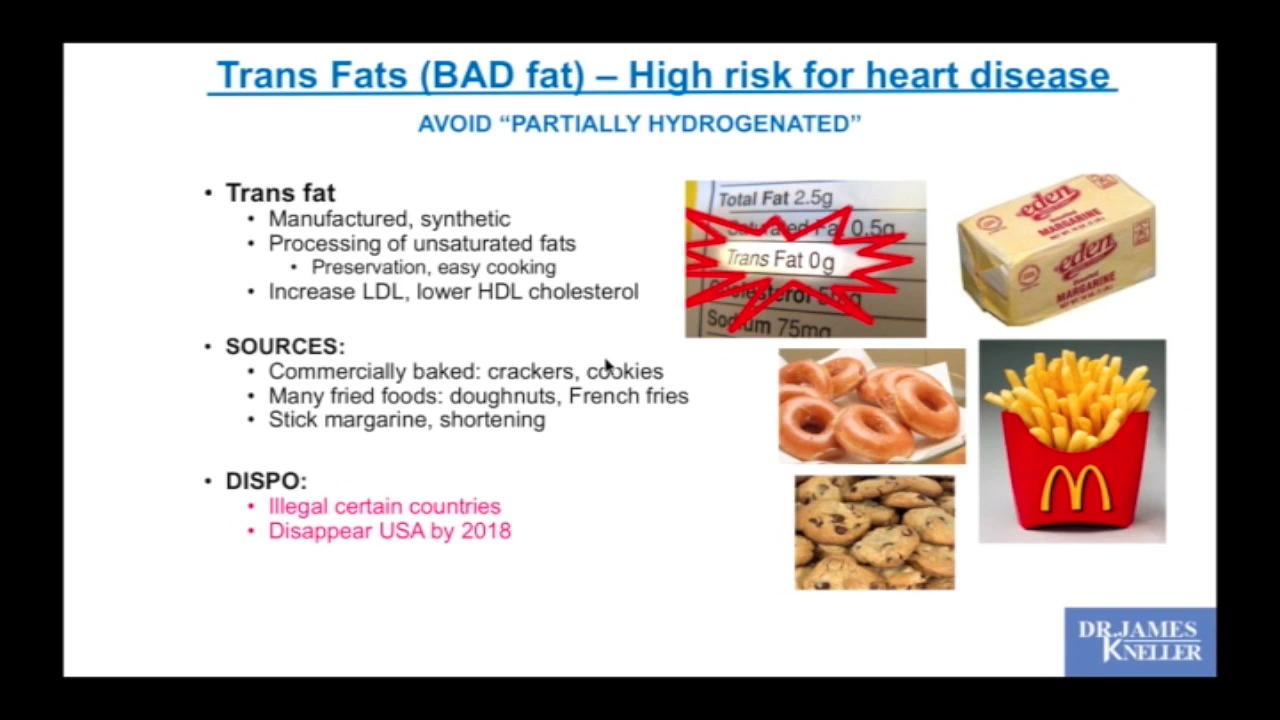 Trans Fats (BAD fat) – High risk for heart disease
AVOID “PARTIALLY HYDROGENATED”
• Trans fat
• Manufactured, synthetic
• Processing of unsaturated fats
• Preservation, easy cooking
• Increase LDL, lower HDL cholesterol
• SOURCES:
• Commercially baked: crackers, cookies
• Many fried foods: doughnuts, French fries
• Stick margarine, shortening
• DISPO:
• Illegal certain countries
• Disappear USA by 2018
Total Fat 2.5g
Saturated Fat 0.5g
Trans Fat 0g
Cholesterol
Sodium 75mg
eden
MARGARINE
eden
MARGARINE
DR.JAMES
KNELLER